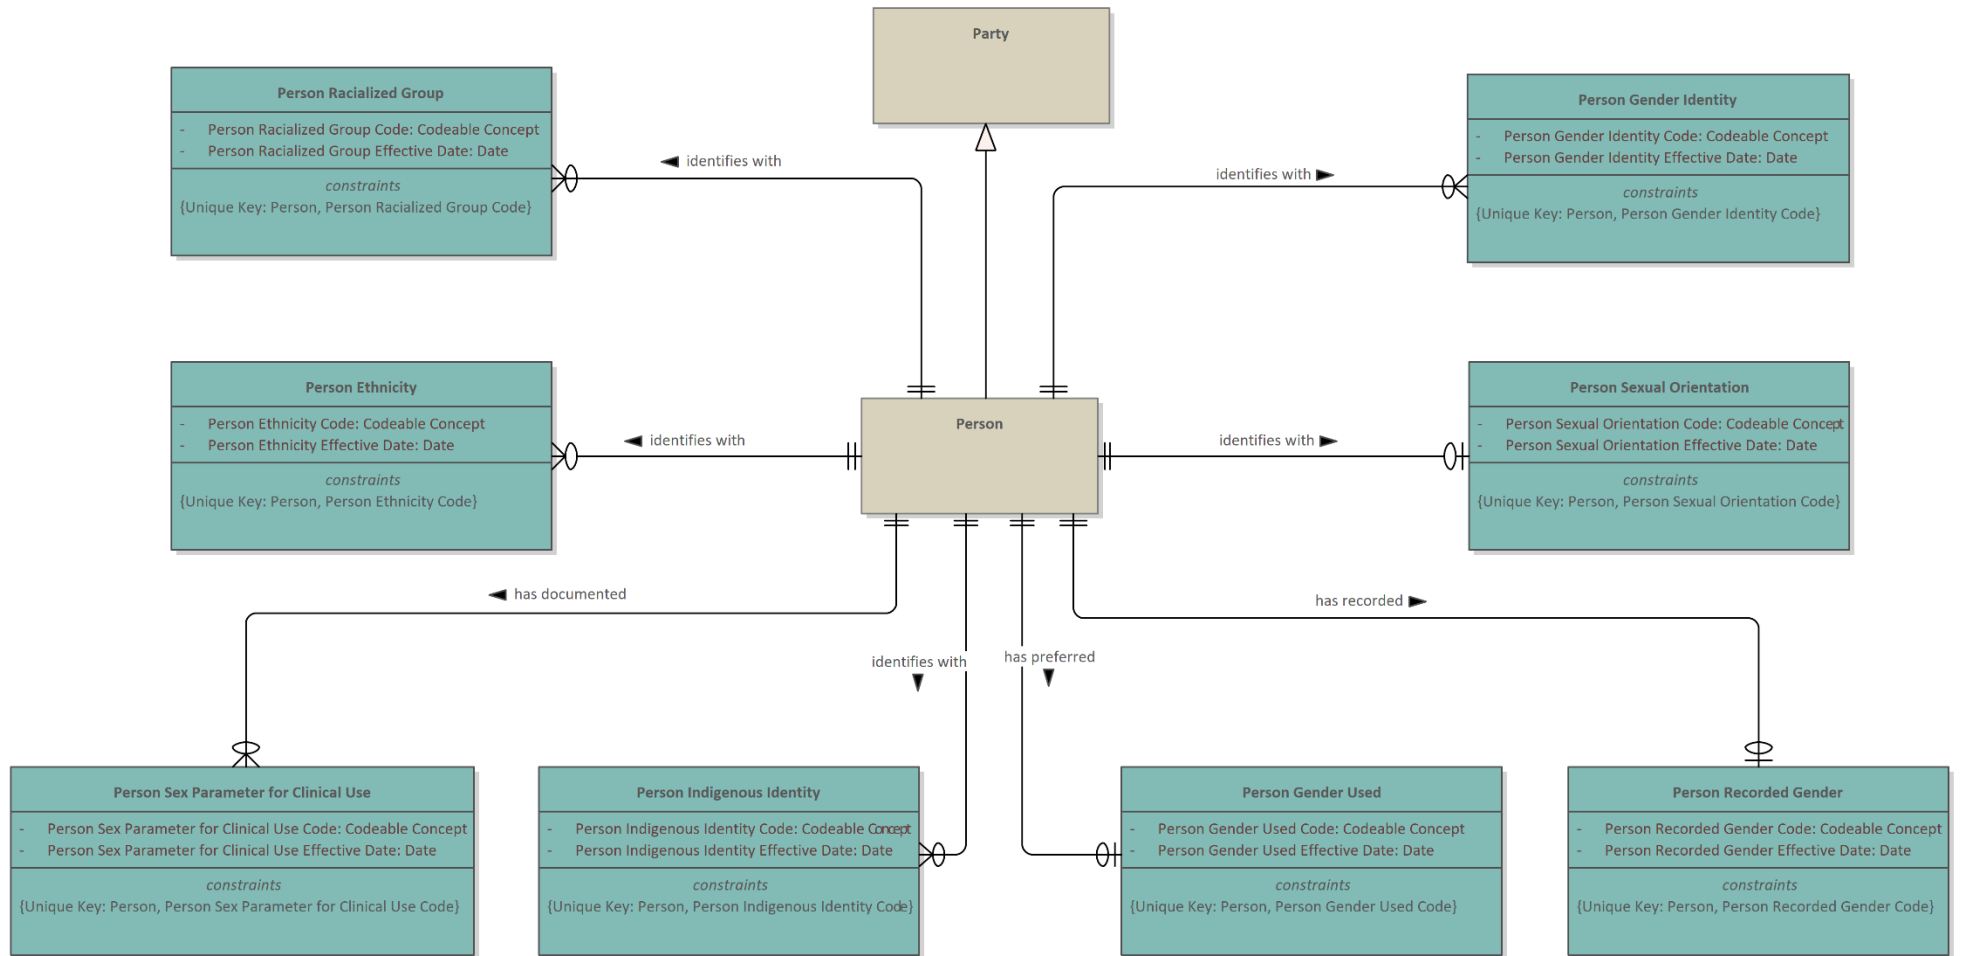 Party
Person Racialized Group
- Person Racialized Group Code: Codeable Concept
- Person Racialized Group Effective Date: Date
constraints
{Unique Key: Person, Person Racialized Group Code}
identifies with
identifies with
Person Gender Identity
- Person Gender Identity Code: Codeable Concept
- Person Gender Identity Effective Date: Date
constraints
{Unique Key: Person, Person Gender Identity Code}
Person Ethnicity
- Person Ethnicity Code: Codeable Concept
- Person Ethnicity Effective Date: Date
constraints
{Unique Key: Person, Person Ethnicity Code}
identifies with
Person
identifies with
Person Sexual Orientation
- Person Sexual Orientation Code: Codeable Concept
- Person Sexual Orientation Effective Date: Date
constraints
{Unique Key: Person, Person Sexual Orientation Code}
has documented
identifies with
has preferred
has recorded
Person Sex Parameter for Clinical Use
- Person Sex Parameter for Clinical Use Code: Codeable Concept
- Person Sex Parameter for Clinical Use Effective Date: Date
constraints
{Unique Key: Person, Person Sex Parameter for Clinical Use Code}
Person Indigenous Identity
- Person Indigenous Identity Code: Codeable Concept
- Person Indigenous Identity Effective Date: Date
constraints
{Unique Key: Person, Person Indigenous Identity Code}
Person Gender Used
- Person Gender Used Code: Codeable Concept
- Person Gender Used Effective Date: Date
constraints
{Unique Key: Person, Person Gender Used Code}
Person Recorded Gender
- Person Recorded Gender Code: Codeable Concept
- Person Recorded Gender Effective Date: Date
constraints
{Unique Key: Person, Person Recorded Gender Code}